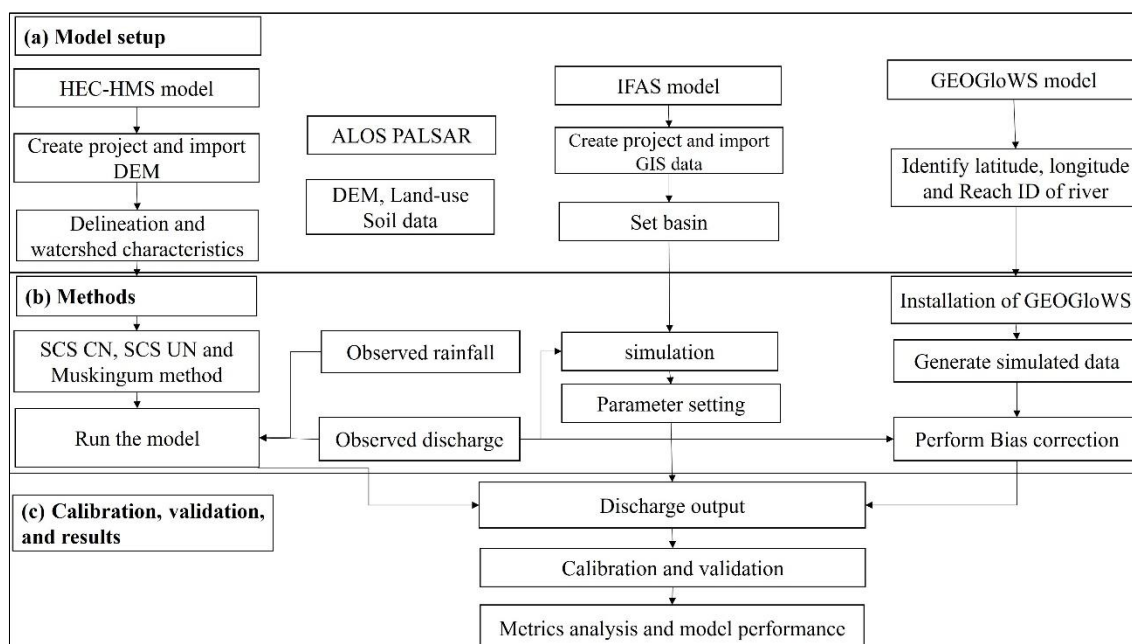 (a) Model setup
HEC-HMS model
Create project and import
DEM
Delineation and
watershed characteristics
ALOS PALSAR
DEM, Land-use
Soil data
IFAS model
Create project and import
GIS data
Set basin
GEOGloWS model
Identify latitude, longitude
and Reach ID of river
(b) Methods
SCS CN, SCS UN and
Muskingum method
Run the model
Observed rainfall
Observed discharge
simulation
Parameter setting
Installation of GEOGloWS
Generate simulated data
Perform Bias correction
(c) Calibration, validation,
and results
Discharge output
Calibration and validation
Metrics analysis and model performance